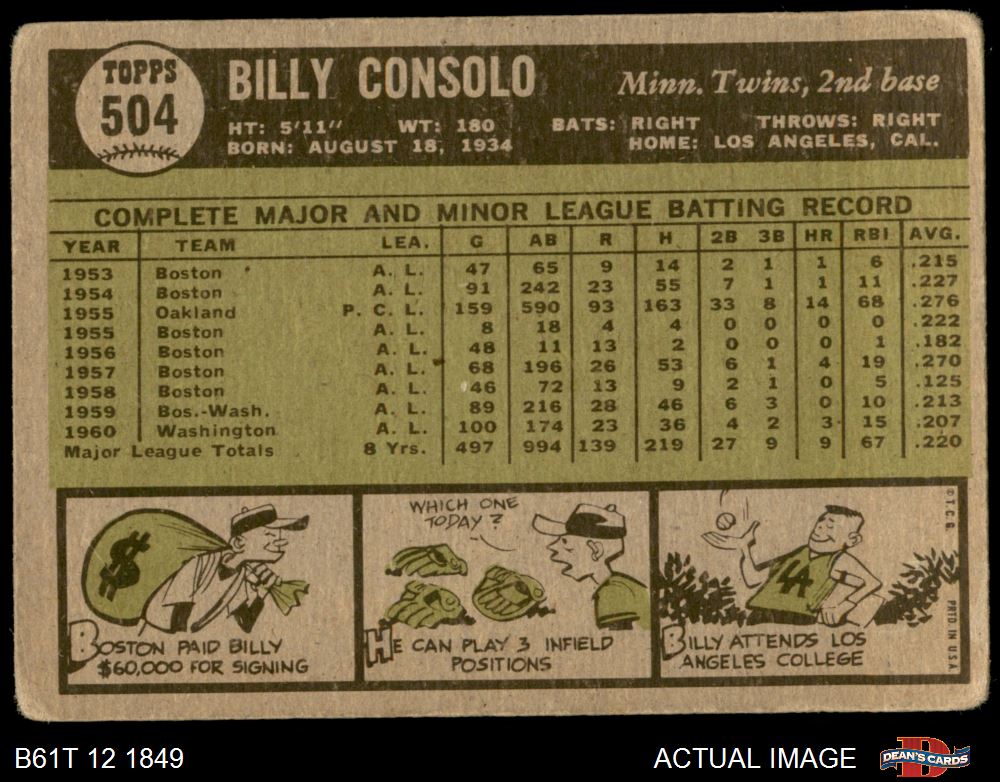 TOPPS
504
BILLY CONSOLO
Minn. Twins, 2nd base
HT: 5'11" WT: 180 BATS: RIGHT THROWS: RIGHT
BORN: AUGUST 18, 1934 HOME: LOS ANGELES, CAL.
COMPLETE MAJOR AND MINOR LEAGUE BATTING RECORD
YEAR TEAM LEA. G AB R H 2B 3B HR RBI AVG.
1953 Boston A. L. 47 65 9 14 2 1 1 6 .215
1954 Boston A. L. 91 242 23 55 7 1 1 11 .227
1955 Oakland P. C. L. 159 590 93 163 33 8 14 68 .276
1955 Boston A. L. 8 18 4 4 0 0 0 0 .222
1956 Boston A. L. 48 11 13 2 0 0 0 1 .182
1957 Boston A. L. 68 196 26 53 6 1 4 19 .270
1958 Boston A. L. 46 72 13 9 2 1 0 5 .125
1959 Bos.-Wash. A. L. 89 216 28 46 6 3 0 10 .213
1960 Washington A. L. 100 174 23 36 4 2 3 15 .207
Major League Totals 8 Yrs. 497 994 139 219 27 9 9 67 .220
$
BOSTON PAID BILLY
$60,000 FOR SIGNING
WHICH ONE
TODAY?
HE CAN PLAY 3 INFIELD
POSITIONS
LA
BILLY ATTENDS LOS
ANGELES COLLEGE
© T. C. G. PRTD. IN U.S.A.
B61T 12 1849
ACTUAL IMAGE
DEAN'S CARDS